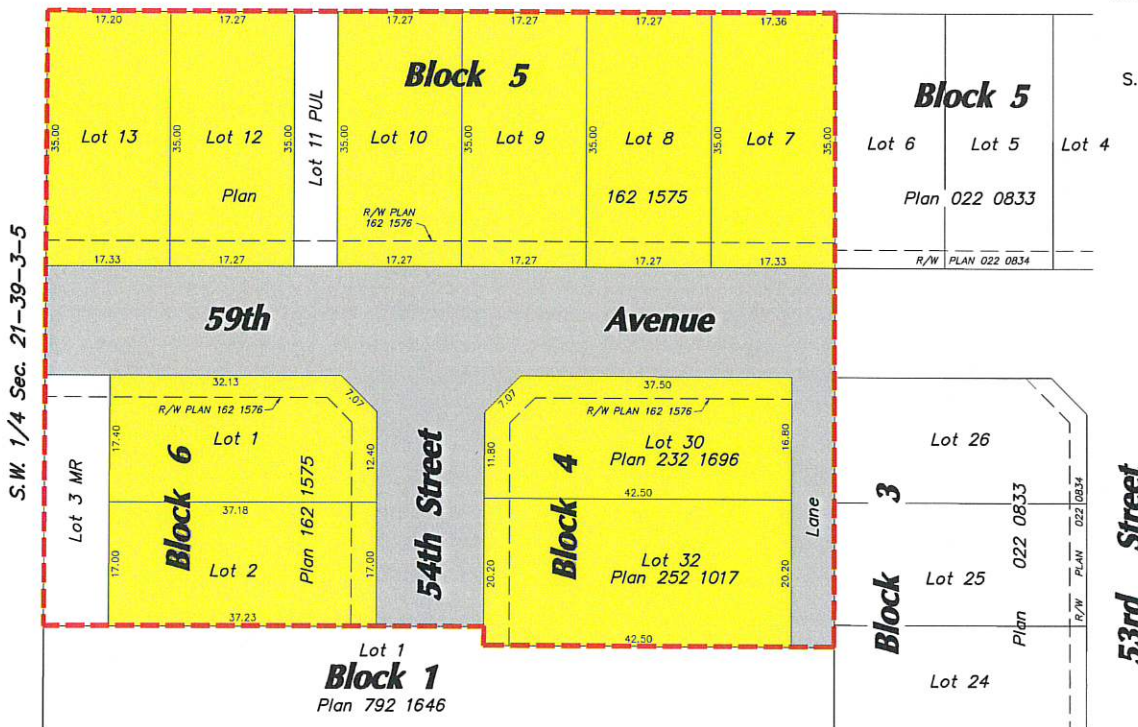 17.20
17.27
17.27
17.27
17.27
17.36
Block 5
Lot 13
Lot 12
Lot 11 PUL
Lot 10
Lot 9
Lot 8
Lot 7
35.00
35.00
35.00
35.00
35.00
35.00
35.00
Plan
162 1575
R/W PLAN
162 1576
17.33
17.27
17.27
17.27
17.27
17.33
Block 5
S.
Lot 6
Lot 5
Lot 4
Plan 022 0833
R/W PLAN 022 0834
S.W. 1/4 Sec. 21-39-3-5
59th Avenue
32.13
7.07
R/W PLAN 162 1576
17.40
Lot 1
12.40
Lot 3 MR
Block 6
Plan 162 1575
37.18
17.00
Lot 2
17.00
37.23
54th Street
7.07
37.50
R/W PLAN 162 1576
11.80
Lot 30
Plan 232 1696
16.80
42.50
Block 4
Lot 32
Plan 252 1017
20.20
20.20
42.50
Lane
Lot 26
Block 3
Lot 25
Plan 022 0833
R/W PLAN 022 0834
Lot 24
53rd Street
Lot 1
Block 1
Plan 792 1646